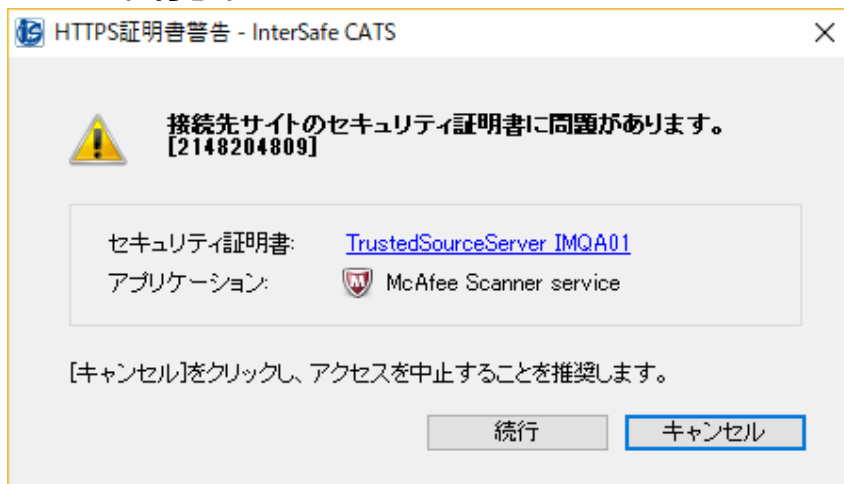 HTTPS証明書警告 - InterSafe CATS
接続先サイトのセキュリティ証明書に問題があります。
[2148204809]
セキュリティ証明書: TrustedSourceServer IMQA01
アプリケーション: McAfee Scanner service
[キャンセル]をクリックし、アクセスを中止することを推奨します。
続行 キャンセル